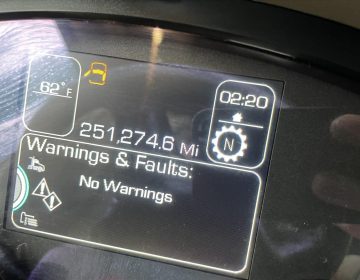 62°F
02:20
251,274.6 Mi
N
Warnings & Faults:
No Warnings